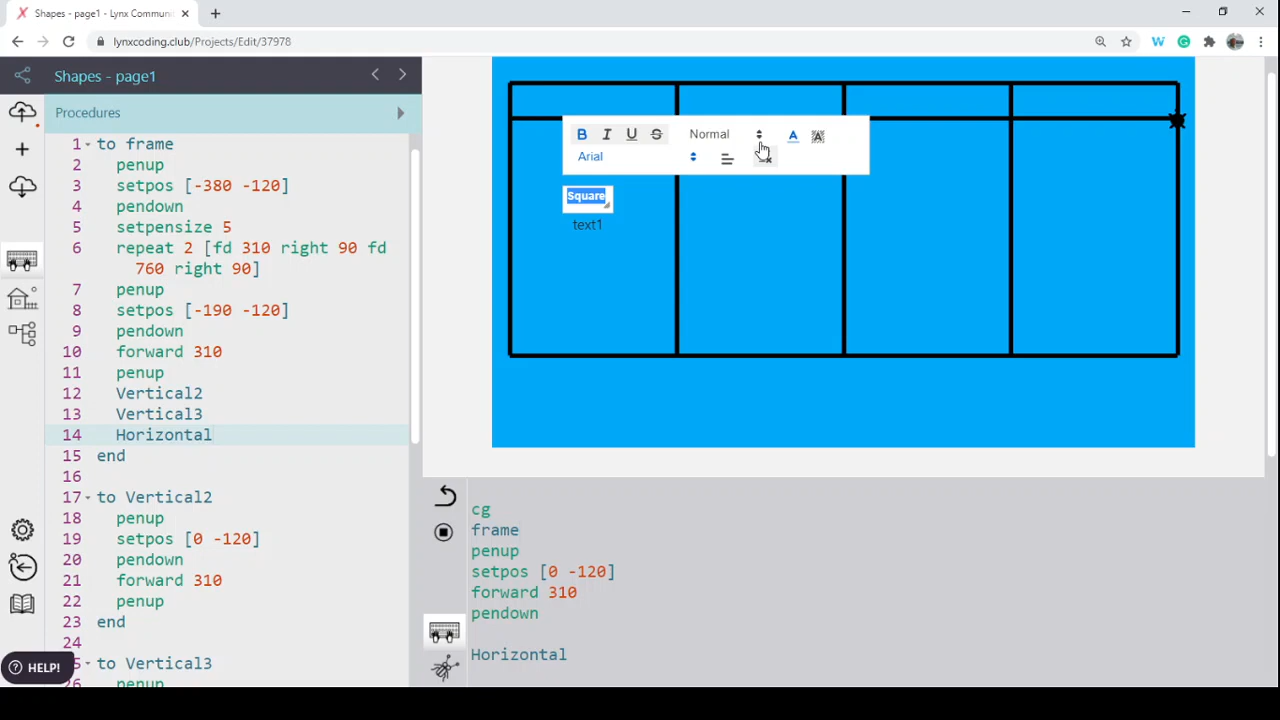 Shapes - page1 - Lynx Commun
lynxcoding.club/Projects/Edit/37978
Shapes - page1
Procedures
1 to frame
2 penup
3 setpos [-380 -120]
4 pendown
5 setpensize 5
6 repeat 2 [fd 310 right 90 fd
760 right 90]
7 penup
8 setpos [-190 -120]
9 pendown
10 forward 310
11 penup
12 Vertical2
13 Vertical3
14 Horizontal
15 end
16
17 to Vertical2
18 penup
19 setpos [0 -120]
20 pendown
21 forward 310
22 penup
23 end
24
to Vertical3
26 penup
HELP!
B I U S Normal A A
Arial
Square
text1
cg
frame
penup
setpos [0 -120]
forward 310
pendown
Horizontal